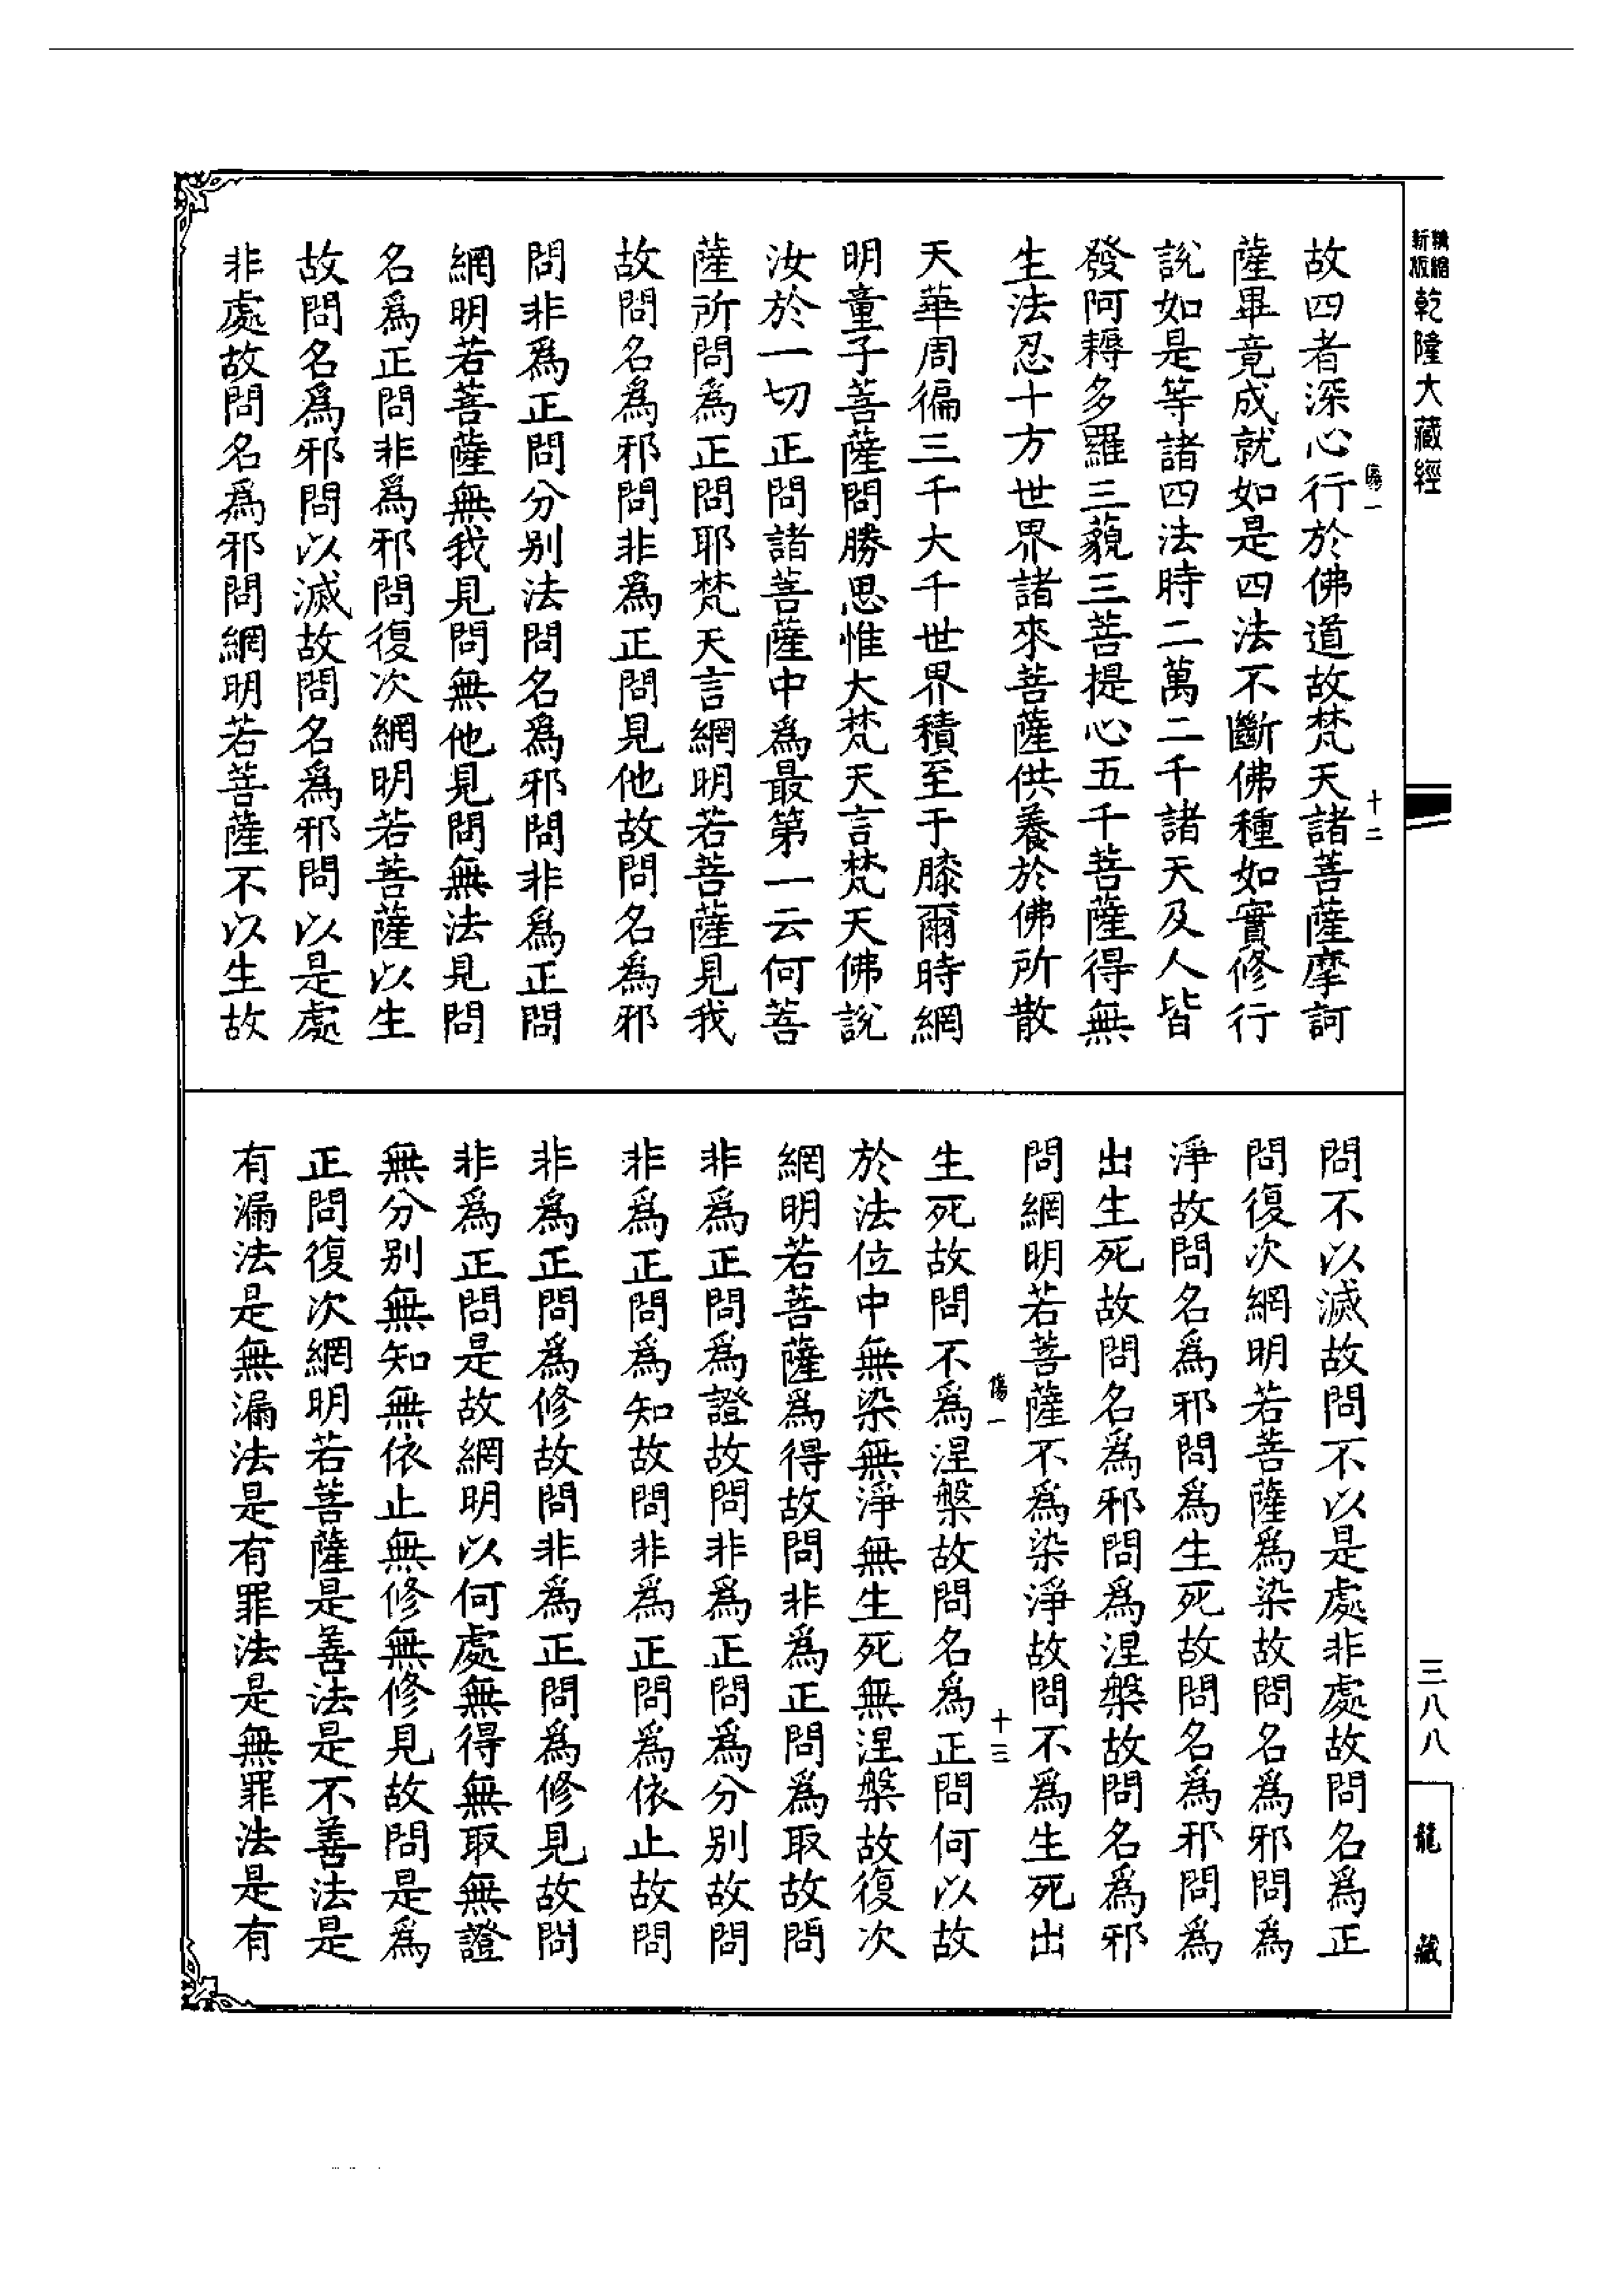 精縮
新版
乾隆大藏經
三八八
龍藏
傷一
十二
故四者深心行於佛道故梵天諸菩薩摩訶
薩畢竟成就如是四法不斷佛種如實修行
說如是等諸四法時二萬二千諸天及人皆
發阿耨多羅三藐三菩提心五千菩薩得無
生法忍十方世界諸來菩薩供養於佛所散
天華周徧三千大千世界積至于膝爾時網
明童子菩薩問勝思惟大梵天言梵天佛說
汝於一切正問諸菩薩中為最第一云何菩
薩所問為正問耶梵天言網明若菩薩見我
故問名為邪問非為正問見他故問名為邪
問非為正問分別法問名為邪問非為正問
網明若菩薩無我見問無他見問無法見問
名為正問非為邪問復次網明若菩薩以生
故問名為邪問以滅故問名為邪問以是處
非處故問名為邪問網明若菩薩不以生故
問不以滅故問不以是處非處故問名為正
問復次網明若菩薩為染故問名為邪問為
淨故問名為邪問為生死故問名為邪問為
出生死故問名為邪問為涅槃故問名為邪
問網明若菩薩不為染淨故問不為生死出
傷一
十三
生死故問不為涅槃故問名為正問何以故
於法位中無染無淨無生死無涅槃故復次
網明若菩薩為得故問非為正問為取故問
非為正問為證故問非為正問為分別故問
非為正問為知故問非為正問為依止故問
非為正問為修故問非為正問為修見故問
非為正問是故網明以何處無得無取無證
無分別無知無依止無修無修見故問是為
正問復次網明若菩薩是善法是不善法是
有漏法是無漏法是有罪法是無罪法是有